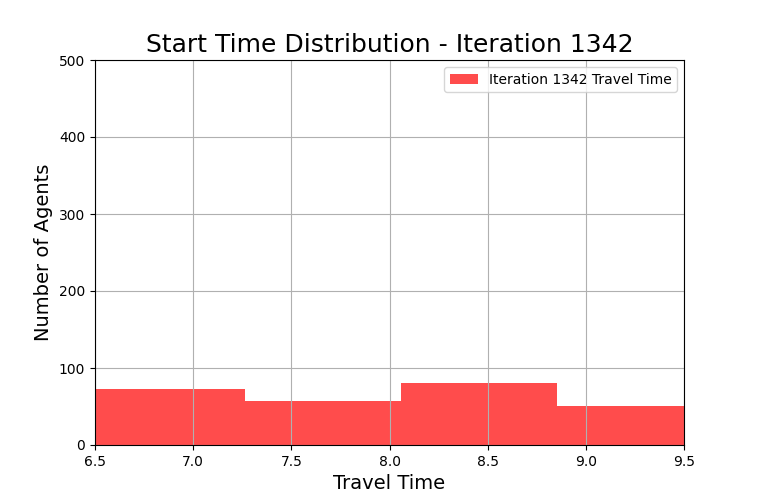 Start Time Distribution - Iteration 1342
Iteration 1342 Travel Time
Number of Agents
500
400
300
200
100
0
6.5 7.0 7.5 8.0 8.5 9.0 9.5
Travel Time